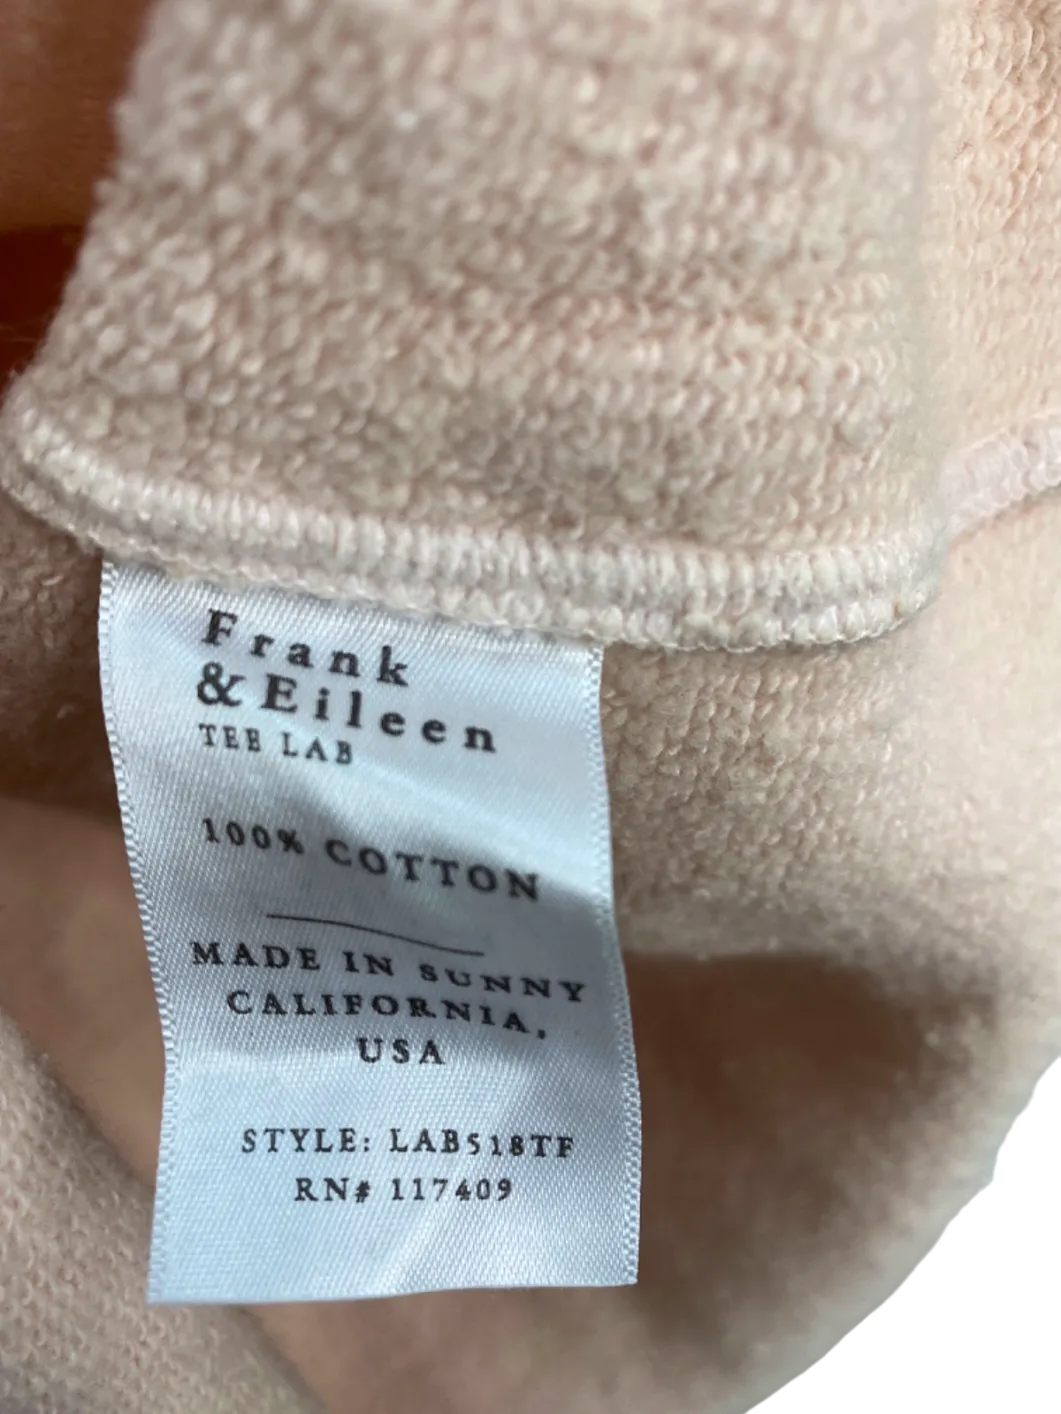 Frank
&Eileen
TEE LAB
100% COTTON
MADE IN SUNNY
CALIFORNIA,
USA
STYLE: LAB518TF
RN# 117409